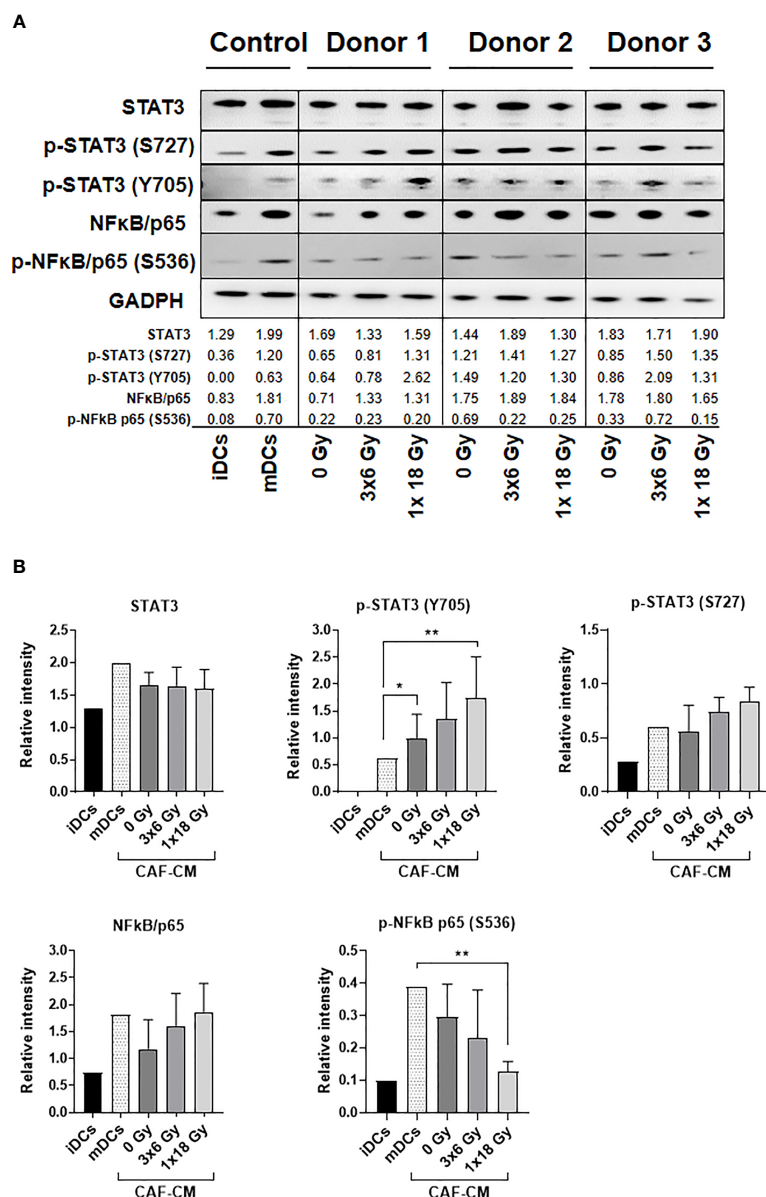 A
Control Donor 1 Donor 2 Donor 3
STAT3
p-STAT3 (S727)
p-STAT3 (Y705)
NFκB/p65
p-NFκB/p65 (S536)
GADPH
STAT3 1.29 1.99 1.69 1.33 1.59 1.44 1.89 1.30 1.83 1.71 1.90
p-STAT3 (S727) 0.36 1.20 0.65 0.81 1.31 1.21 1.41 1.27 0.85 1.50 1.35
p-STAT3 (Y705) 0.00 0.63 0.64 0.78 2.62 1.49 1.20 1.30 0.86 2.09 1.31
NFκB/p65 0.83 1.81 0.71 1.33 1.31 1.75 1.89 1.84 1.78 1.80 1.65
p-NFkB p65 (S536) 0.08 0.70 0.22 0.23 0.20 0.69 0.22 0.25 0.33 0.72 0.15
iDCs mDCs 0 Gy 3x6 Gy 1x 18 Gy 0 Gy 3x6 Gy 1x 18 Gy 0 Gy 3x6 Gy 1x 18 Gy
B
STAT3
Relative intensity
2.5
2.0
1.5
1.0
0.5
0.0
iDCs mDCs 0 Gy 3x6 Gy 1x18 Gy
CAF-CM
p-STAT3 (Y705)
Relative intensity
3.0
2.5
2.0
1.5
1.0
0.5
0.0
**
*
iDCs mDCs 0 Gy 3x6 Gy 1x18 Gy
CAF-CM
p-STAT3 (S727)
Relative intensity
1.5
1.0
0.5
0.0
iDCs mDCs 0 Gy 3x6 Gy 1x18 Gy
CAF-CM
NFkB/p65
Relative intensity
3.0
2.5
2.0
1.5
1.0
0.5
0.0
iDCs mDCs 0 Gy 3x6 Gy 1x18 Gy
CAF-CM
p-NFkB p65 (S536)
Relative intensity
0.5
0.4
0.3
0.2
0.1
0.0
**
iDCs mDCs 0 Gy 3x6 Gy 1x18 Gy
CAF-CM